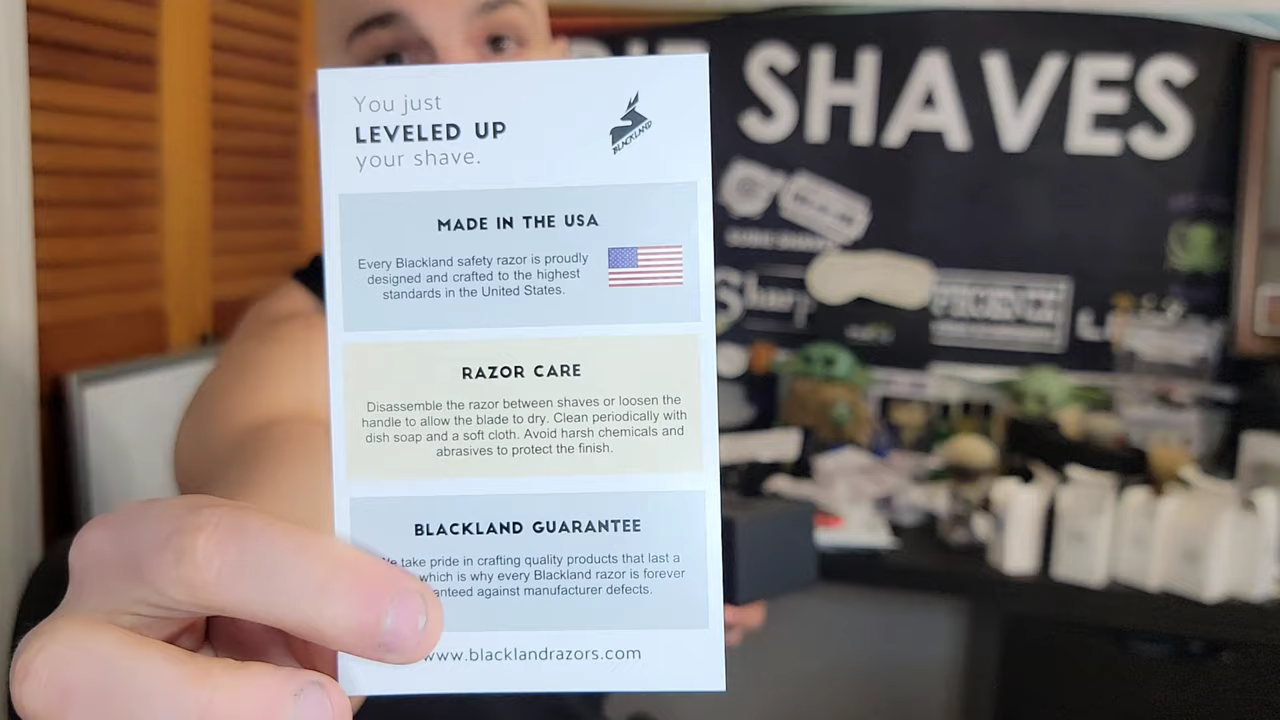 You just
LEVELED UP
your shave.
BLACKLAND
MADE IN THE USA
Every Blackland safety razor is proudly
designed and crafted to the highest
standards in the United States.
RAZOR CARE
Disassemble the razor between shaves or loosen the
handle to allow the blade to dry. Clean periodically with
dish soap and a soft cloth. Avoid harsh chemicals and
abrasives to protect the finish.
BLACKLAND GUARANTEE
take pride in crafting quality products that last a
which is why every Blackland razor is forever
against manufacturer defects.
www.blacklandrazors.com
SHAVES